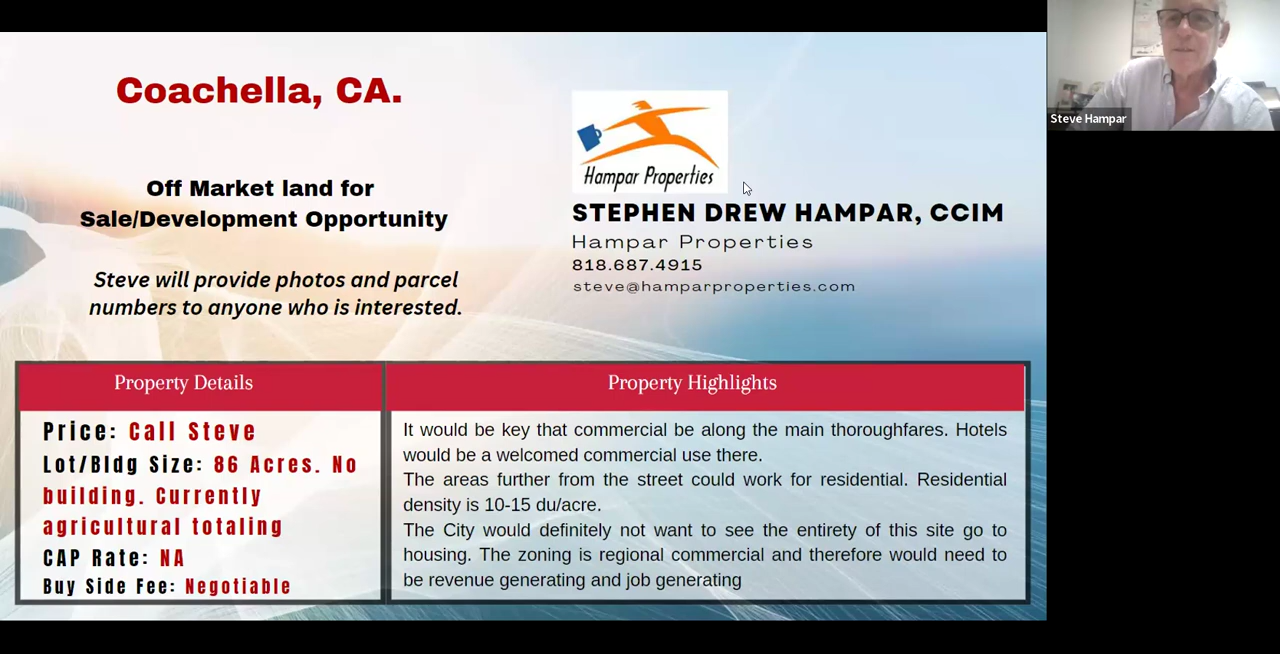 Coachella, CA.
Off Market land for
Sale/Development Opportunity
Steve will provide photos and parcel
numbers to anyone who is interested.
Hampar Properties
STEPHEN DREW HAMPAR, CCIM
Hampar Properties
818.687.4915
steve@hamparproperties.com
Steve Hampar
Property Details
Price: Call Steve
Lot/Bldg Size: 86 Acres. No
building. Currently
agricultural totaling
CAP Rate: NA
Buy Side Fee: Negotiable
Property Highlights
It would be key that commercial be along the main thoroughfares. Hotels
would be a welcomed commercial use there.
The areas further from the street could work for residential. Residential
density is 10-15 du/acre.
The City would definitely not want to see the entirety of this site go to
housing. The zoning is regional commercial and therefore would need to
be revenue generating and job generating